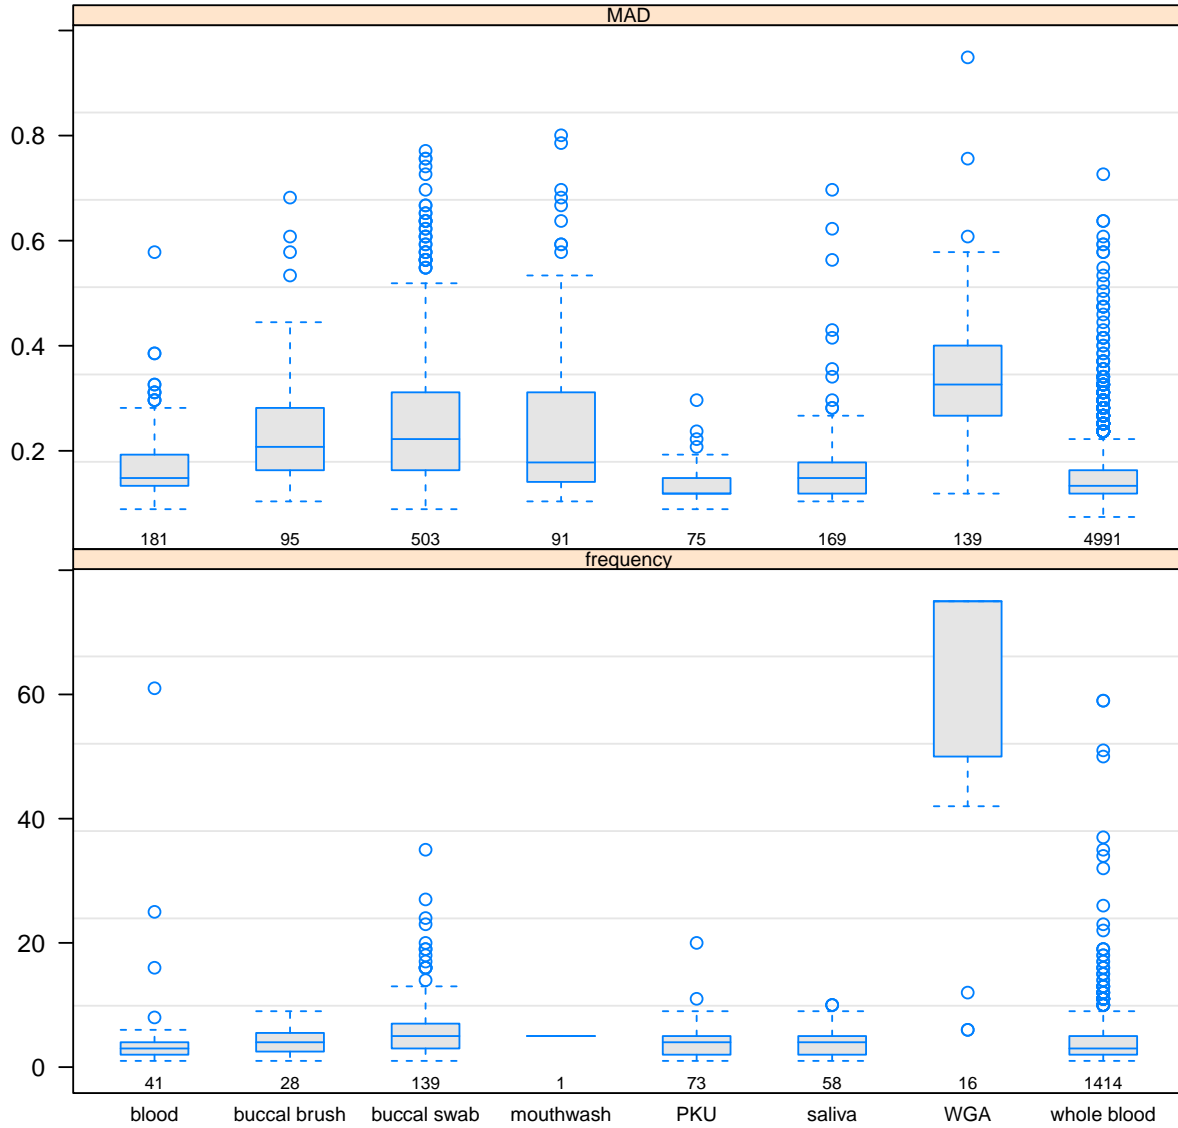 MAD
0.8
0.6
0.4
0.2
181 95 503 91 75 169 139 4991
frequency
60
40
20
0
41 28 139 1 73 58 16 1414
blood buccal brush buccal swab mouthwash PKU saliva WGA whole blood